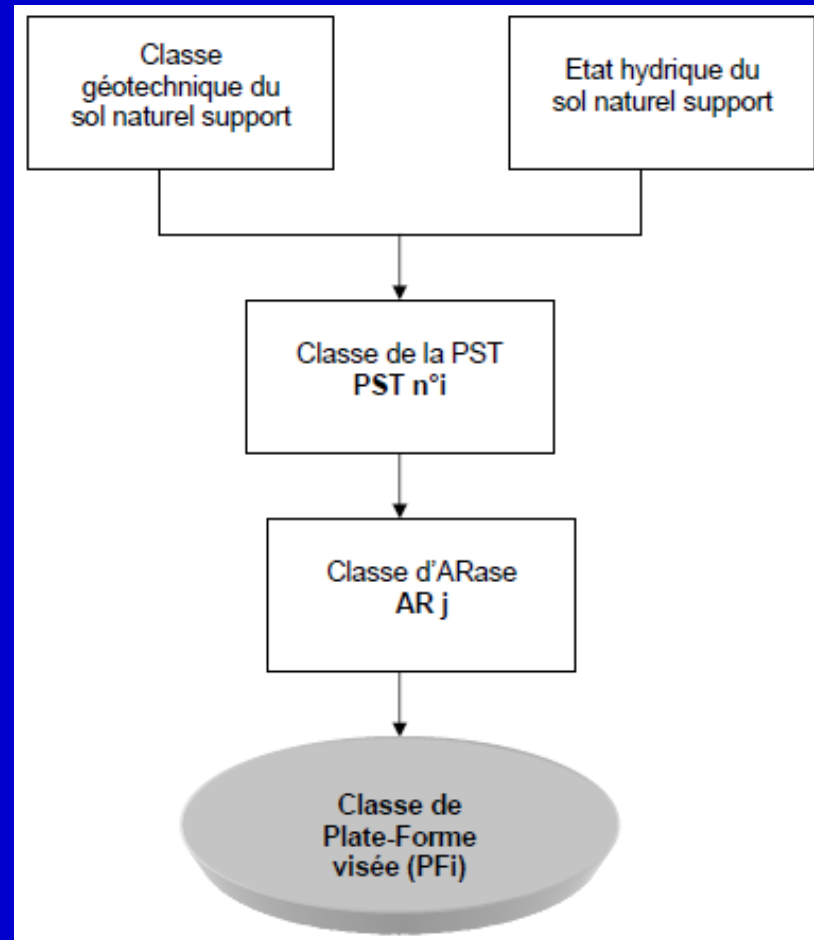 Classe
géotechnique du
sol naturel support
Etat hydrique du
sol naturel support
Classe de la PST
PST n°i
Classe d'ARase
AR j
Classe de
Plate-Forme
visée (PFi)